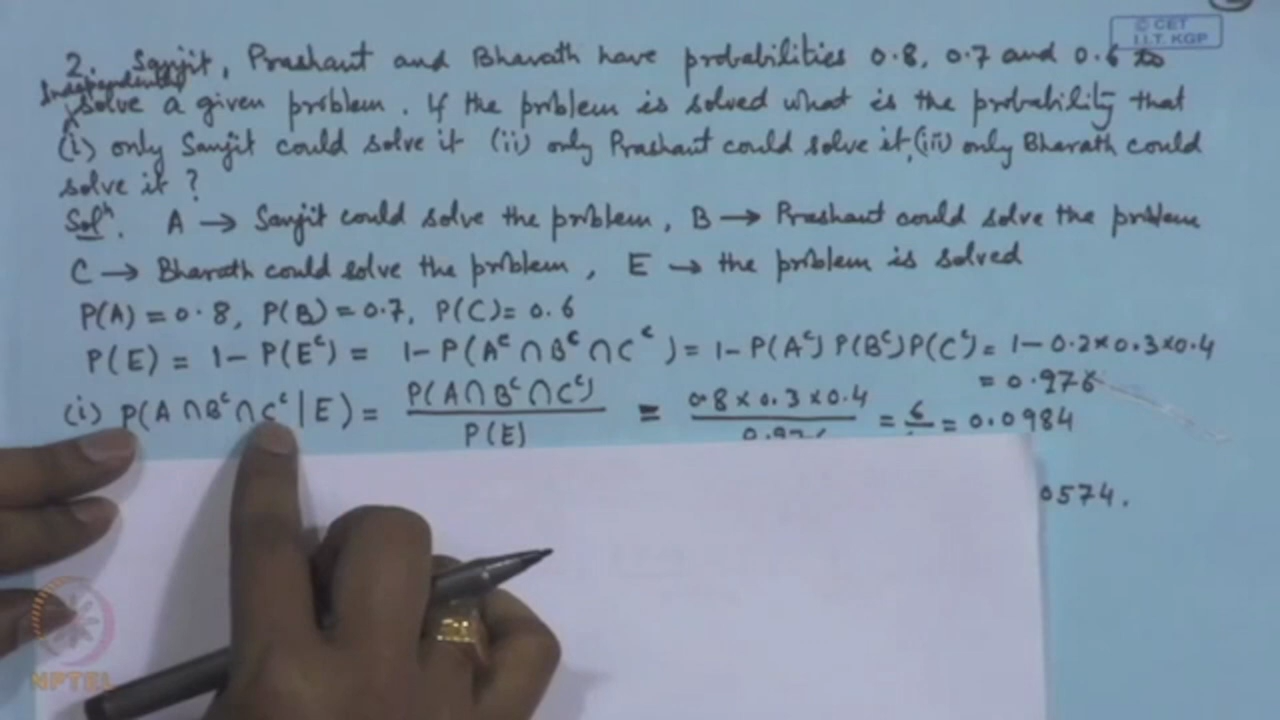 © CET
I.I.T. KGP
2. Sanjit, Prashant and Bharath have probabilities 0.8, 0.7 and 0.6 to
Independently
solve a given problem. If the problem is solved what is the probability that
(i) only Sanjit could solve it (ii) only Prashant could solve it, (iii) only Bharath could
solve it ?
Solⁿ. A → Sanjit could solve the problem, B → Prashant could solve the problem
C → Bharath could solve the problem, E → the problem is solved
P(A) = 0.8, P(B) = 0.7, P(C) = 0.6
P(E) = 1 - P(Eᶜ) = 1 - P(Aᶜ ∩ Bᶜ ∩ Cᶜ) = 1 - P(Aᶜ) P(Bᶜ) P(Cᶜ) = 1 - 0.2 × 0.3 × 0.4
= 0.976
(i) P(A ∩ Bᶜ ∩ Cᶜ | E) = P(A ∩ Bᶜ ∩ Cᶜ) / P(E) = 0.8 × 0.3 × 0.4 / 0.976 = 6/ = 0.0984
0574.
NPTEL